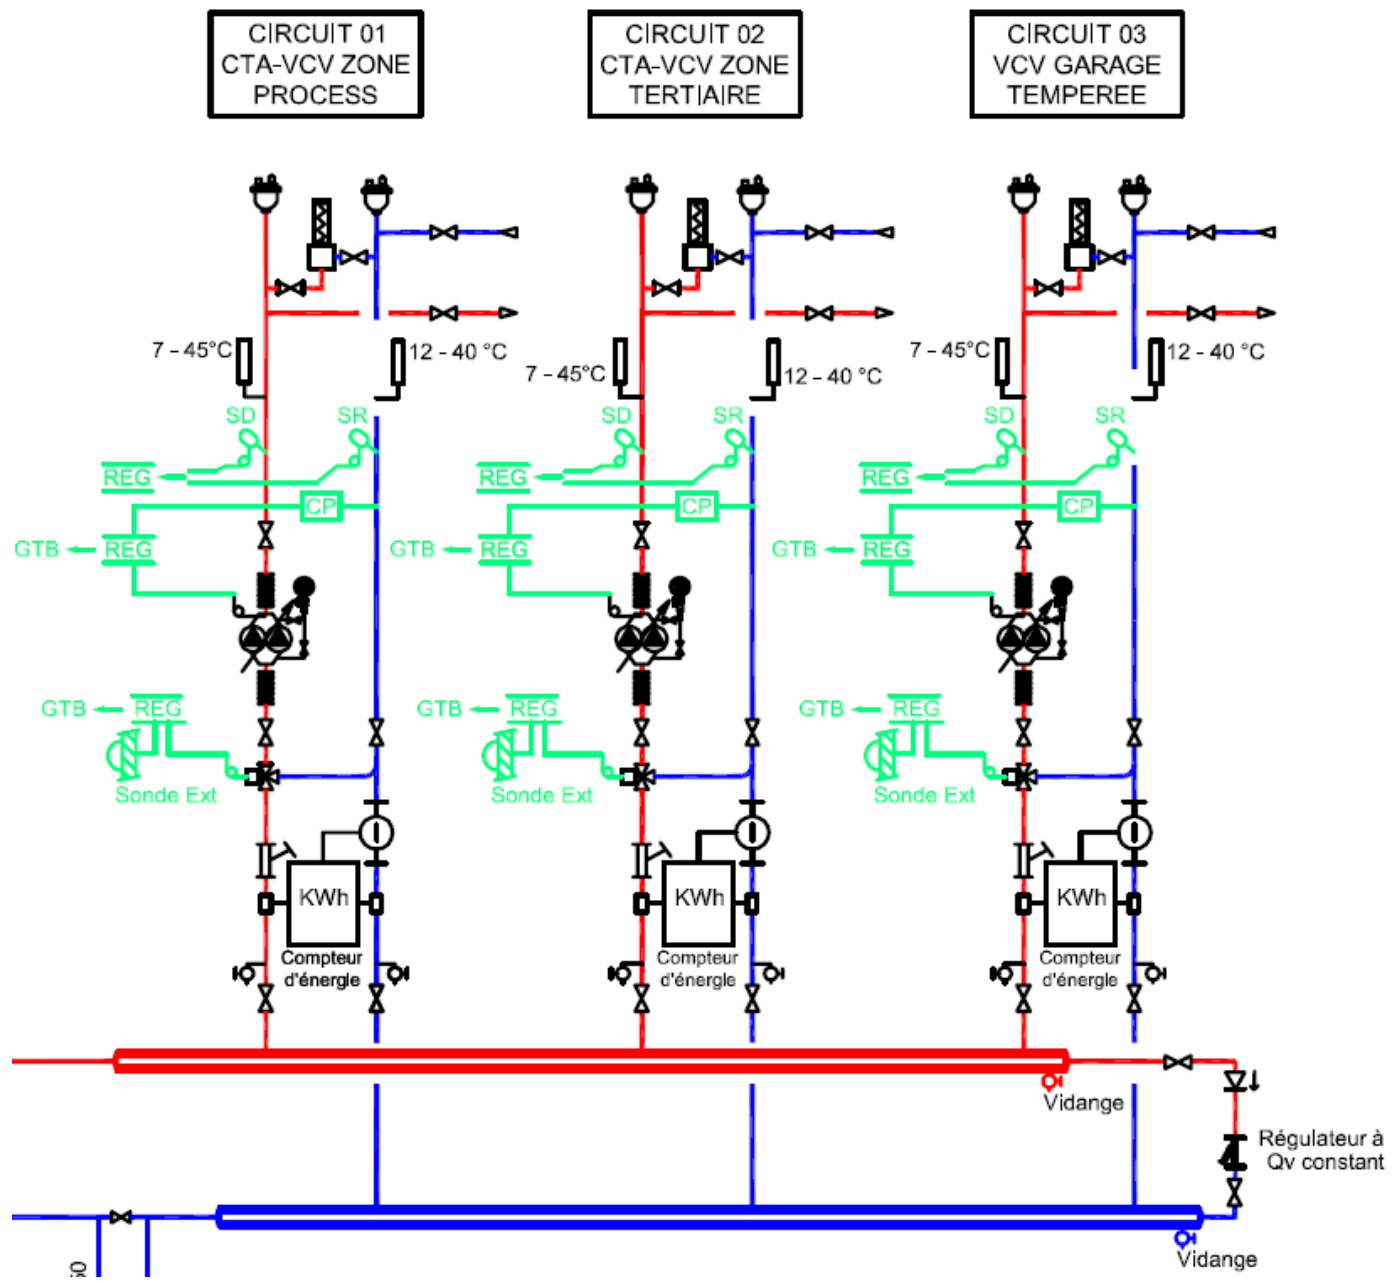 CIRCUIT 01
CTA-VCV ZONE
PROCESS
CIRCUIT 02
CTA-VCV ZONE
TERTIAIRE
CIRCUIT 03
VCV GARAGE
TEMPEREE
7 - 45°C
12 - 40 °C
7 - 45°C
12 - 40 °C
7 - 45°C
12 - 40 °C
SD
SR
SD
SR
SD
SR
REG
REG
REG
CP
CP
CP
GTB
REG
GTB
REG
GTB
REG
GTB
REG
GTB
REG
GTB
REG
Sonde Ext
Sonde Ext
Sonde Ext
KWh
KWh
KWh
Compteur
d'énergie
Compteur
d'énergie
Compteur
d'énergie
Vidange
Régulateur à
Qv constant
Vidange